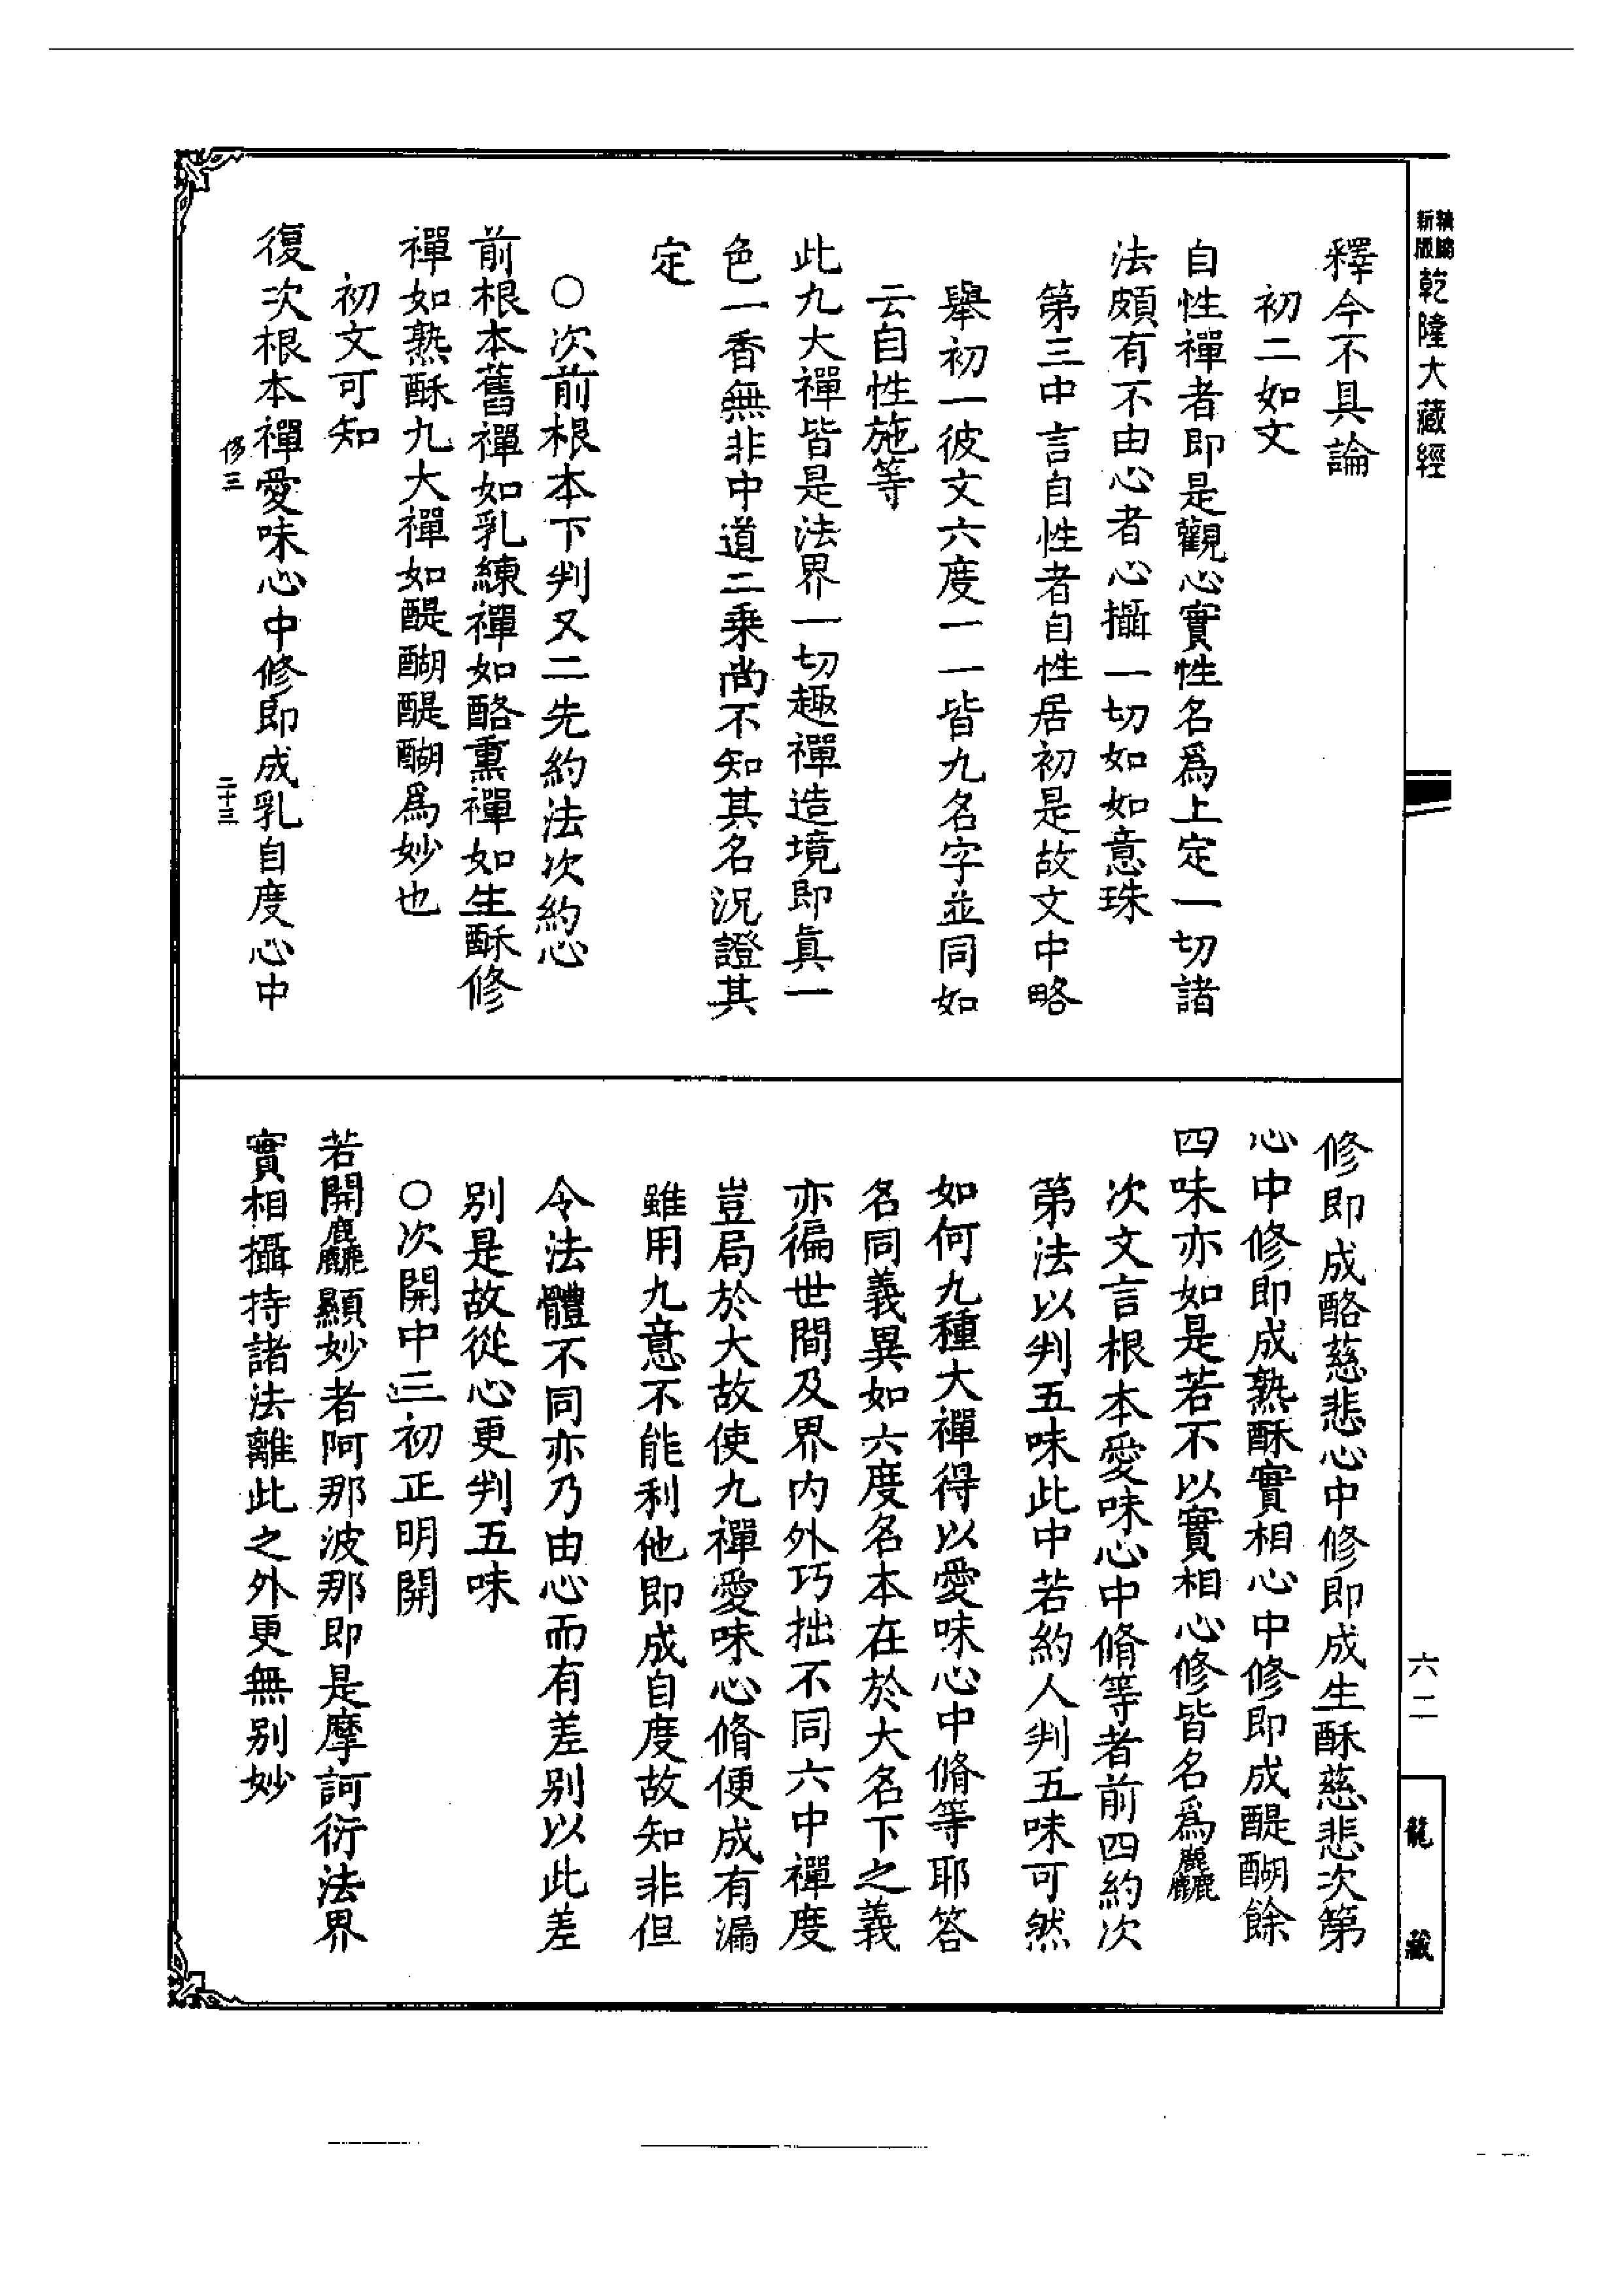 新版
精縮
乾隆大藏經
釋今不具論
初二如文
自性禪者即是觀心實性名爲上定一切諸
法頗有不由心者心攝一切如如意珠
第三中言自性者自性居初是故文中略
舉初一彼文六度一一皆九名字並同如
云自性施等
此九大禪皆是法界一切趣禪造境即眞一
色一香無非中道二乘尚不知其名況證其
定
○次前根本下判又二先約法次約心
前根本舊禪如乳練禪如酪熏禪如生酥修
禪如熟酥九大禪如醍醐醍醐爲妙也
初文可知
復次根本禪愛味心中修即成乳自度心中
二十三
修即成酪慈悲心中修即成生酥慈悲次第
心中修即成熟酥實相心中修即成醍醐餘
四味亦如是若不以實相心修皆名爲麤
次文言根本愛味心中脩等者前四約次
第法以判五味此中若約人判五味可然
如何九種大禪得以愛味心中脩等耶答
名同義異如六度名本在於大名下之義
亦徧世間及界内外巧拙不同六中禪度
豈局於大故使九禪愛味心脩便成有漏
雖用九意不能利他即成自度故知非但
令法體不同亦乃由心而有差别以此差
别是故從心更判五味
○次開中三初正明開
若開麤顯妙者阿那波那即是摩訶衍法界
實相攝持諸法離此之外更無别妙
六二
龍藏